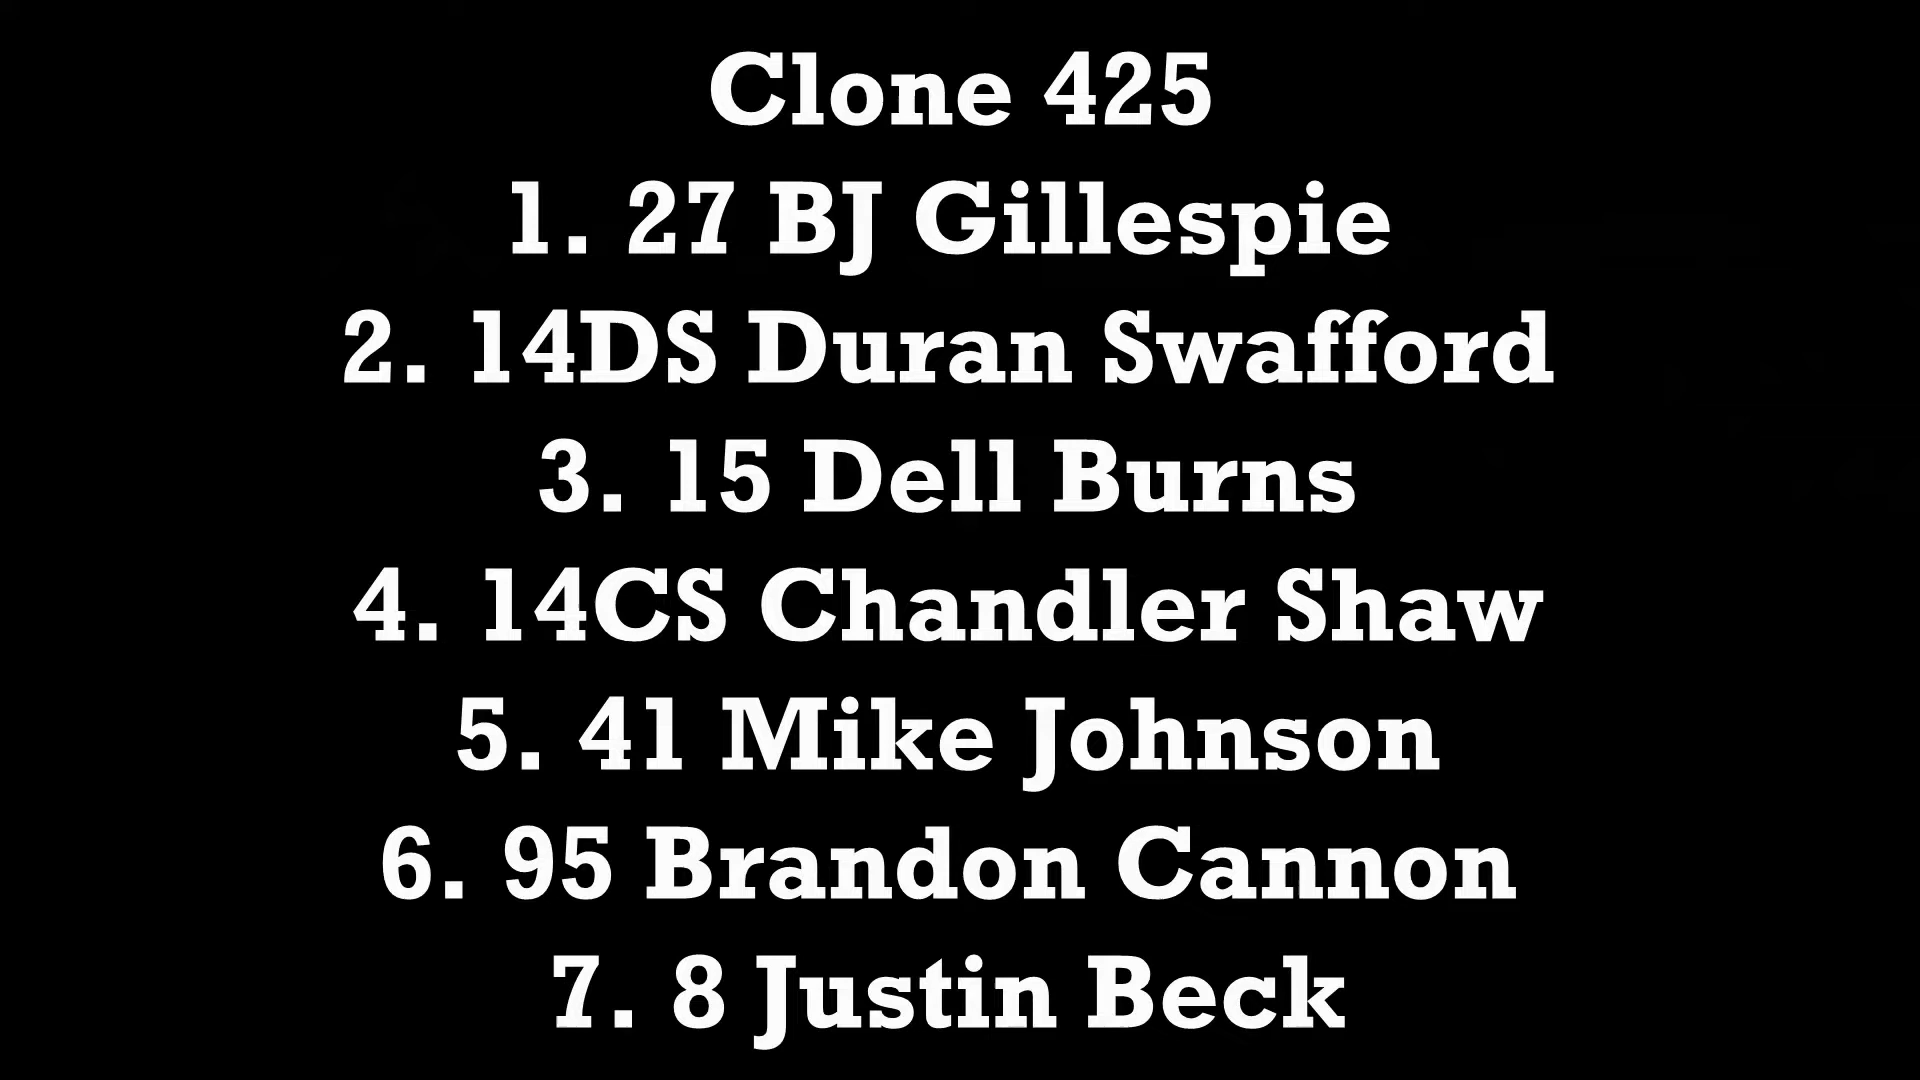 Clone 425
1. 27 BJ Gillespie
2. 14DS Duran Swafford
3. 15 Dell Burns
4. 14CS Chandler Shaw
5. 41 Mike Johnson
6. 95 Brandon Cannon
7. 8 Justin Beck